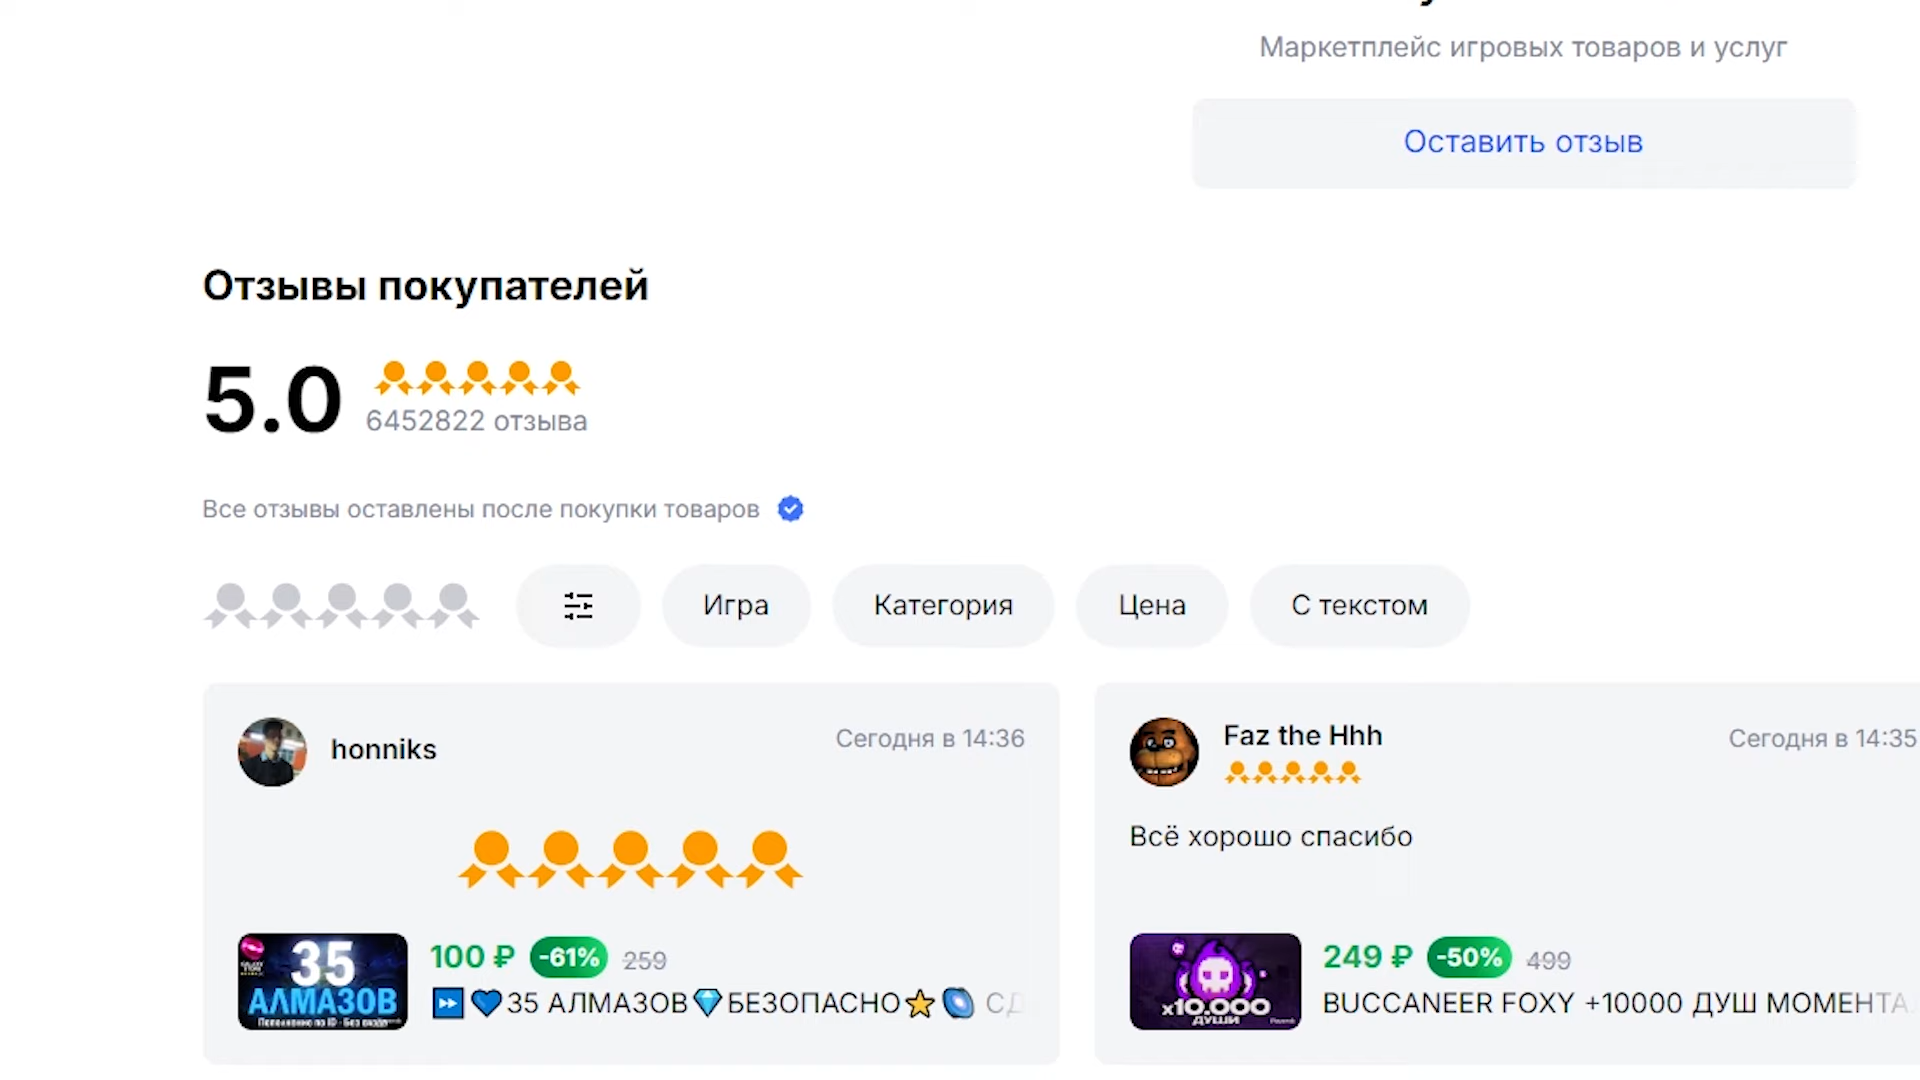 Маркетплейс игровых товаров и услуг
Оставить отзыв
Отзывы покупателей
5.0
6452822 отзыва
Все отзывы оставлены после покупки товаров
Игра
Категория
Цена
С текстом
honniks
Сегодня в 14:36
35
АЛМАЗОВ
100 ₽ -61% 259
35 АЛМАЗОВ БЕЗОПАСНО СД
Faz the Hhh
Сегодня в 14:35
Всё хорошо спасибо
x10.000
ДУШИ
249 ₽ -50% 499
BUCCANEER FOXY +10000 ДУШ МОМЕНТА